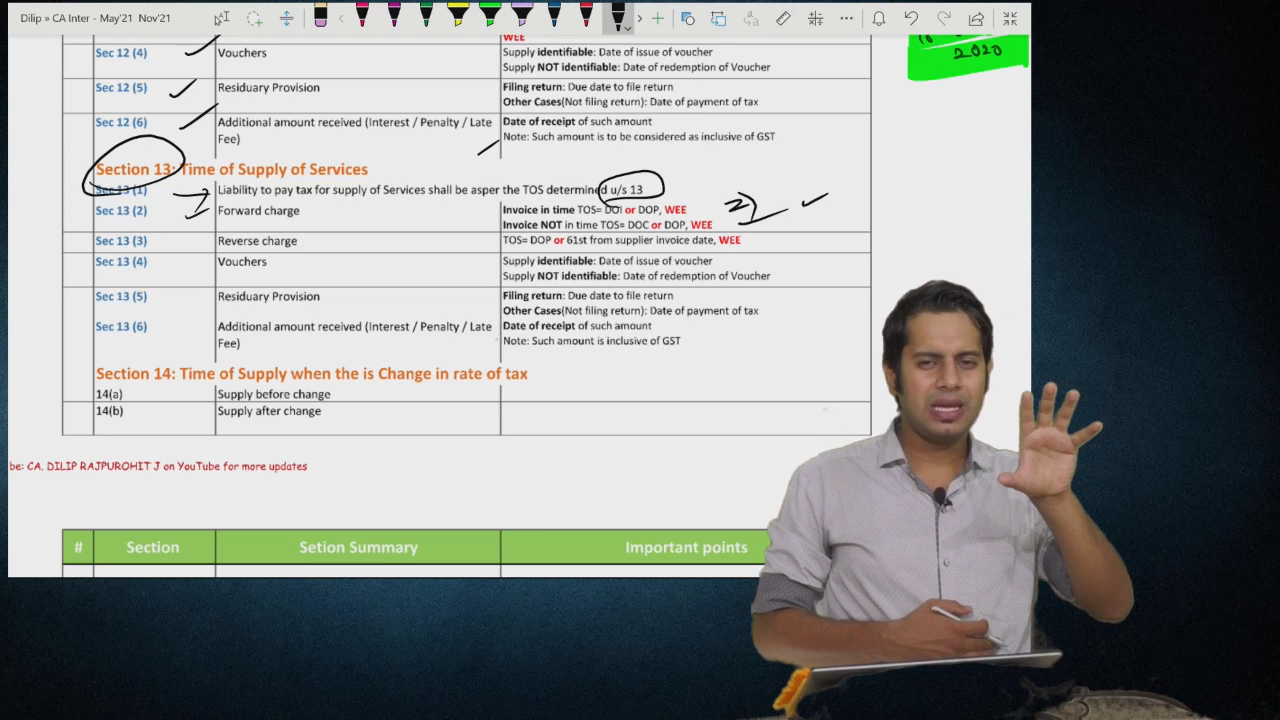 Dilip » CA Inter - May'21 Nov'21
WEE
2020
Sec 12 (4) Vouchers Supply identifiable: Date of issue of voucher
Supply NOT identifiable: Date of redemption of Voucher
Sec 12 (5) Residuary Provision Filing return: Due date to file return
Other Cases(Not filing return): Date of payment of tax
Sec 12 (6) Additional amount received (Interest / Penalty / Late Fee) Date of receipt of such amount
Note: Such amount is to be considered as inclusive of GST
Section 13: Time of Supply of Services
Sec 13 (1) Liability to pay tax for supply of Services shall be asper the TOS determined u/s 13
Sec 13 (2) Forward charge Invoice in time TOS= DOI or DOP, WEE
Invoice NOT in time TOS= DOC or DOP, WEE
Sec 13 (3) Reverse charge TOS= DOP or 61st from supplier invoice date, WEE
Sec 13 (4) Vouchers Supply identifiable: Date of issue of voucher
Supply NOT identifiable: Date of redemption of Voucher
Sec 13 (5) Residuary Provision Filing return: Due date to file return
Other Cases(Not filing return): Date of payment of tax
Sec 13 (6) Additional amount received (Interest / Penalty / Late Fee) Date of receipt of such amount
Note: Such amount is inclusive of GST
Section 14: Time of Supply when the is Change in rate of tax
14(a) Supply before change
14(b) Supply after change
be: CA. DILIP RAJPUROHIT J on YouTube for more updates
# Section Setion Summary Important points